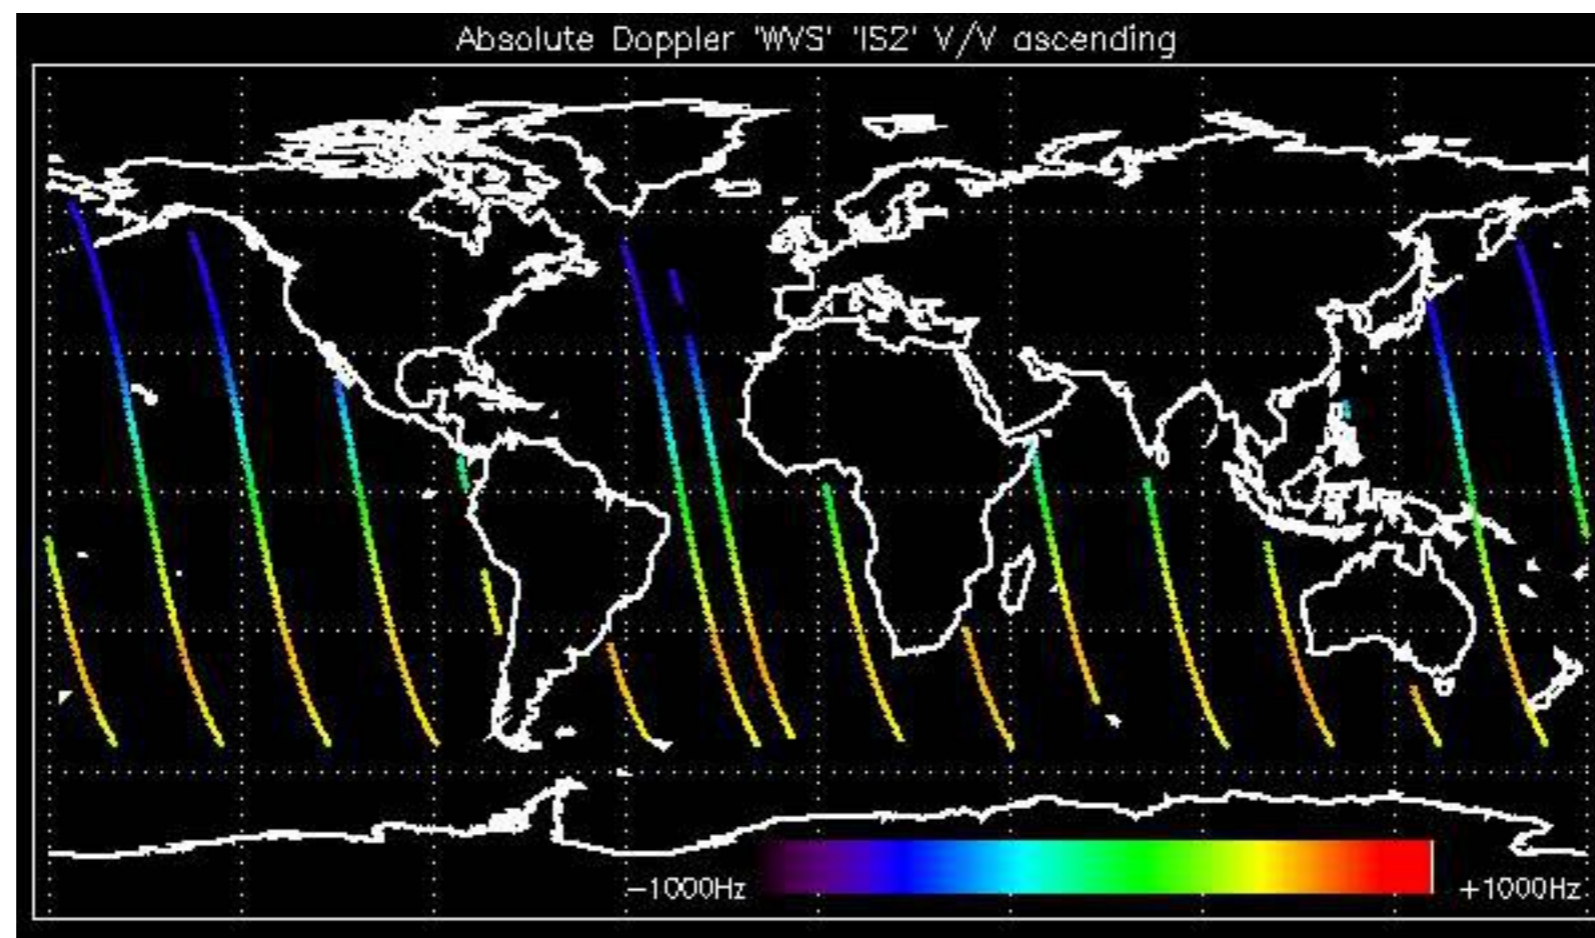 Absolute Doppler 'WVS' 'IS2' V/V ascending
−1000Hz
+1000Hz